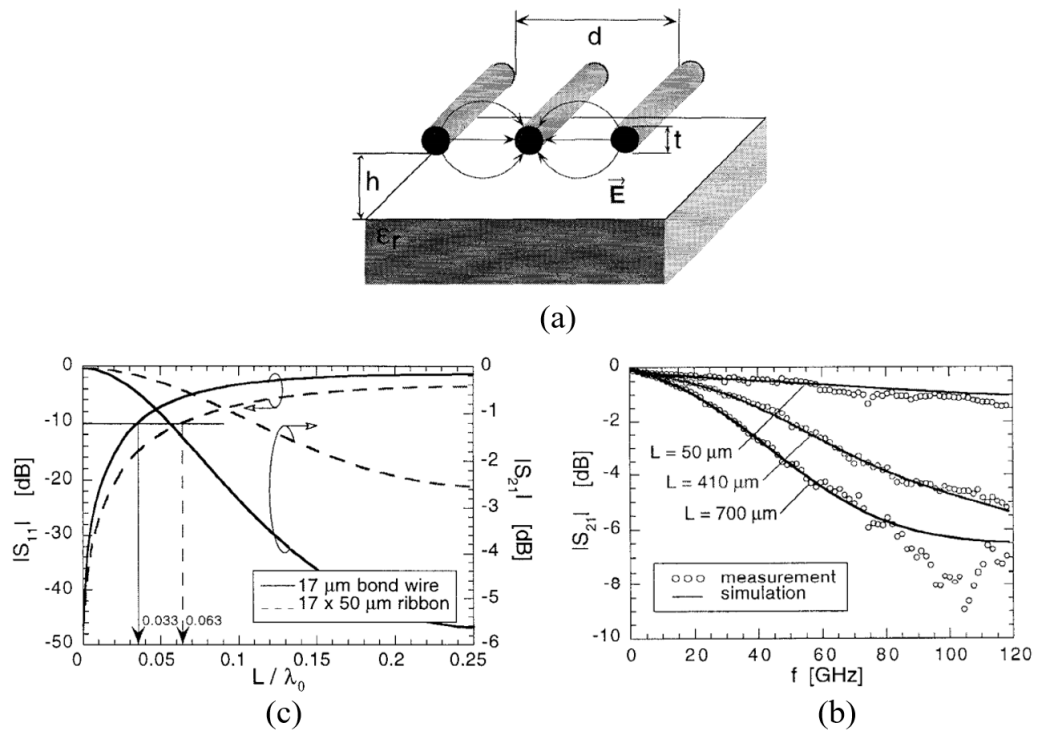 d
t
h
E
εr
(a)
0
-10
-20
-30
-40
-50
|S11| [dB]
0
-1
-2
-3
-4
-5
-6
|S21| [dB]
17 µm bond wire
17 x 50 µm ribbon
0.033
0.063
0
0.05
0.1
0.15
0.20
0.25
L / λ0
(c)
0
-2
-4
-6
-8
-10
|S21| [dB]
L = 50 µm
L = 410 µm
L = 700 µm
measurement
simulation
0
20
40
60
80
100
120
f [GHz]
(b)